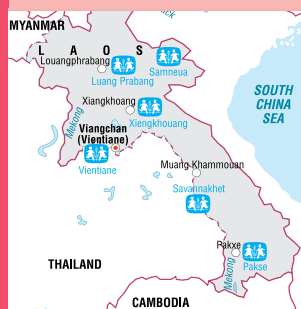 MYANMAR
LAOS
Louangphrabang
Luang Prabang
Samneua
SOUTH
CHINA
SEA
Xiangkhoang
Xiengkhouang
Mekong
Viangchan
(Vientiane)
Vientiane
Muang Khammouan
Savannakhet
Pakxe
Pakse
Mekong
THAILAND
CAMBODIA